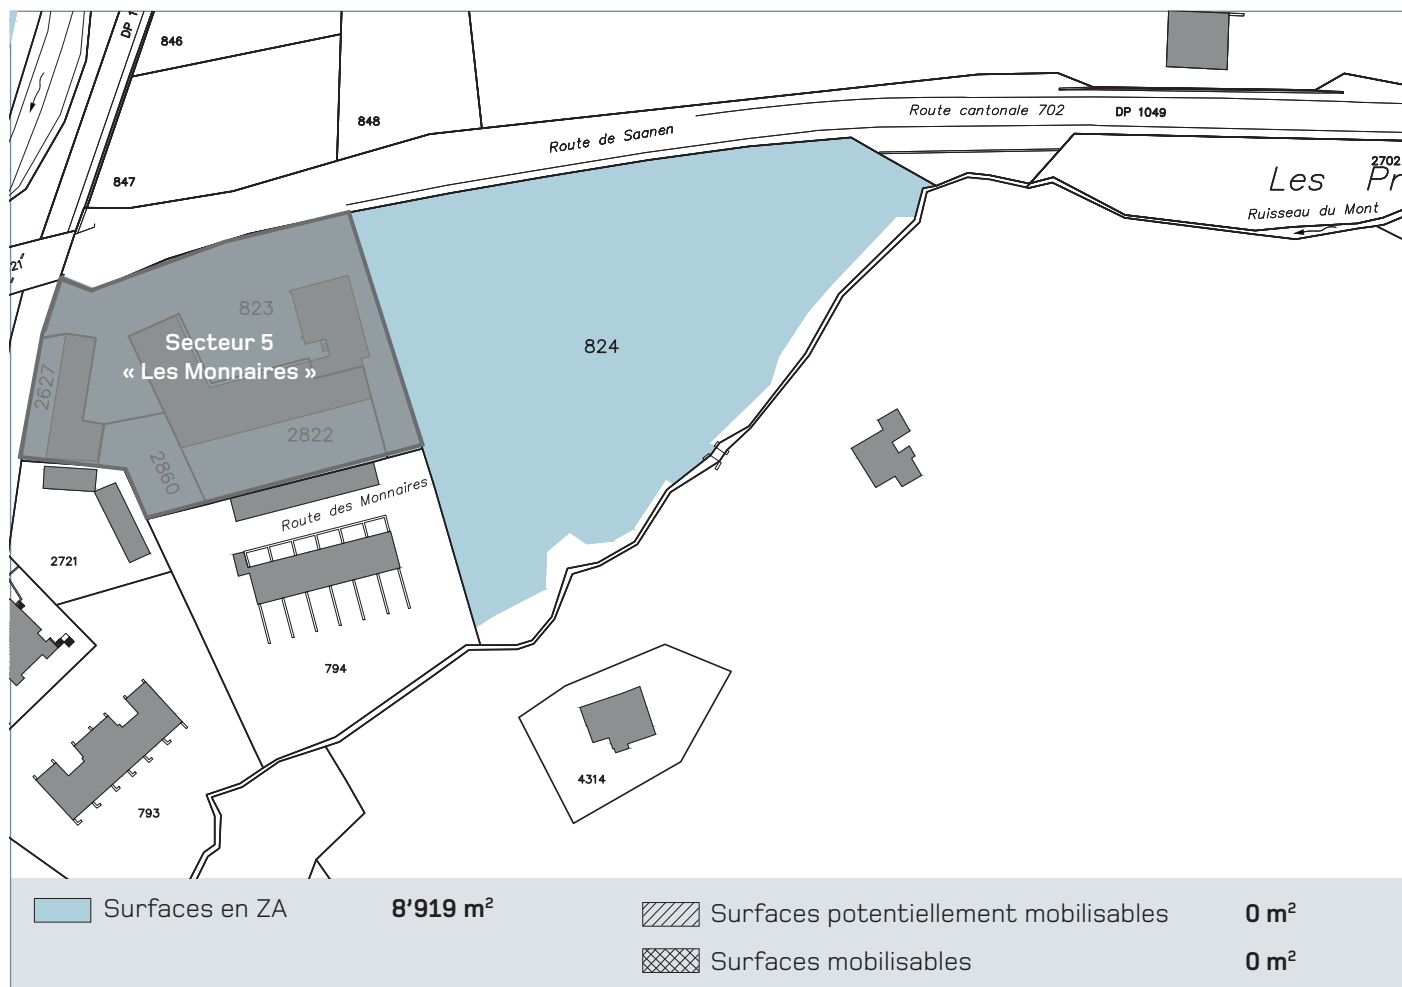 DP 1
846
848
847
Route de Saanen
Route cantonale 702
DP 1049
2702
Les Pr
Ruisseau du Mont
21
823
Secteur 5
« Les Monnaires »
824
2627
2822
2860
Route des Monnaires
2721
794
4314
793
Surfaces en ZA 8'919 m²
Surfaces potentiellement mobilisables 0 m²
Surfaces mobilisables 0 m²